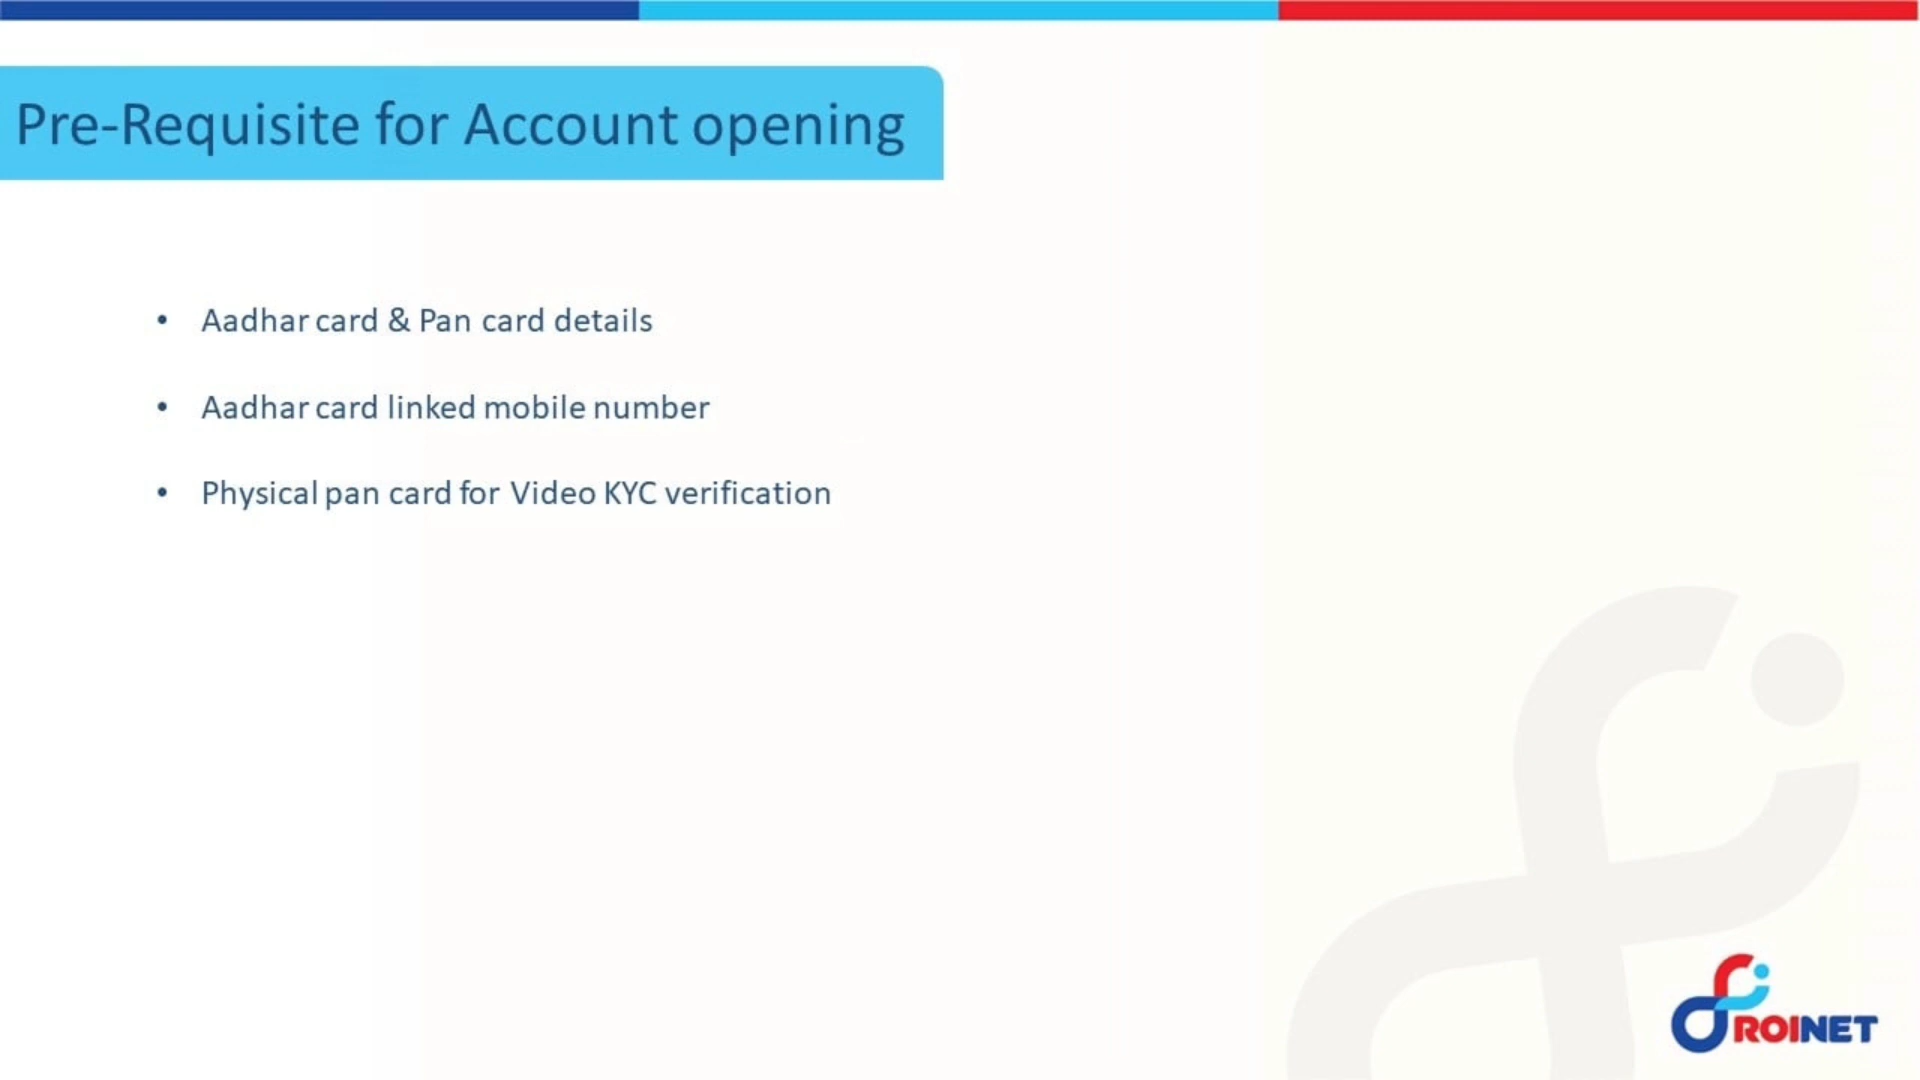 Pre-Requisite for Account opening
• Aadhar card & Pan card details
• Aadhar card linked mobile number
• Physical pan card for Video KYC verification
ROINET